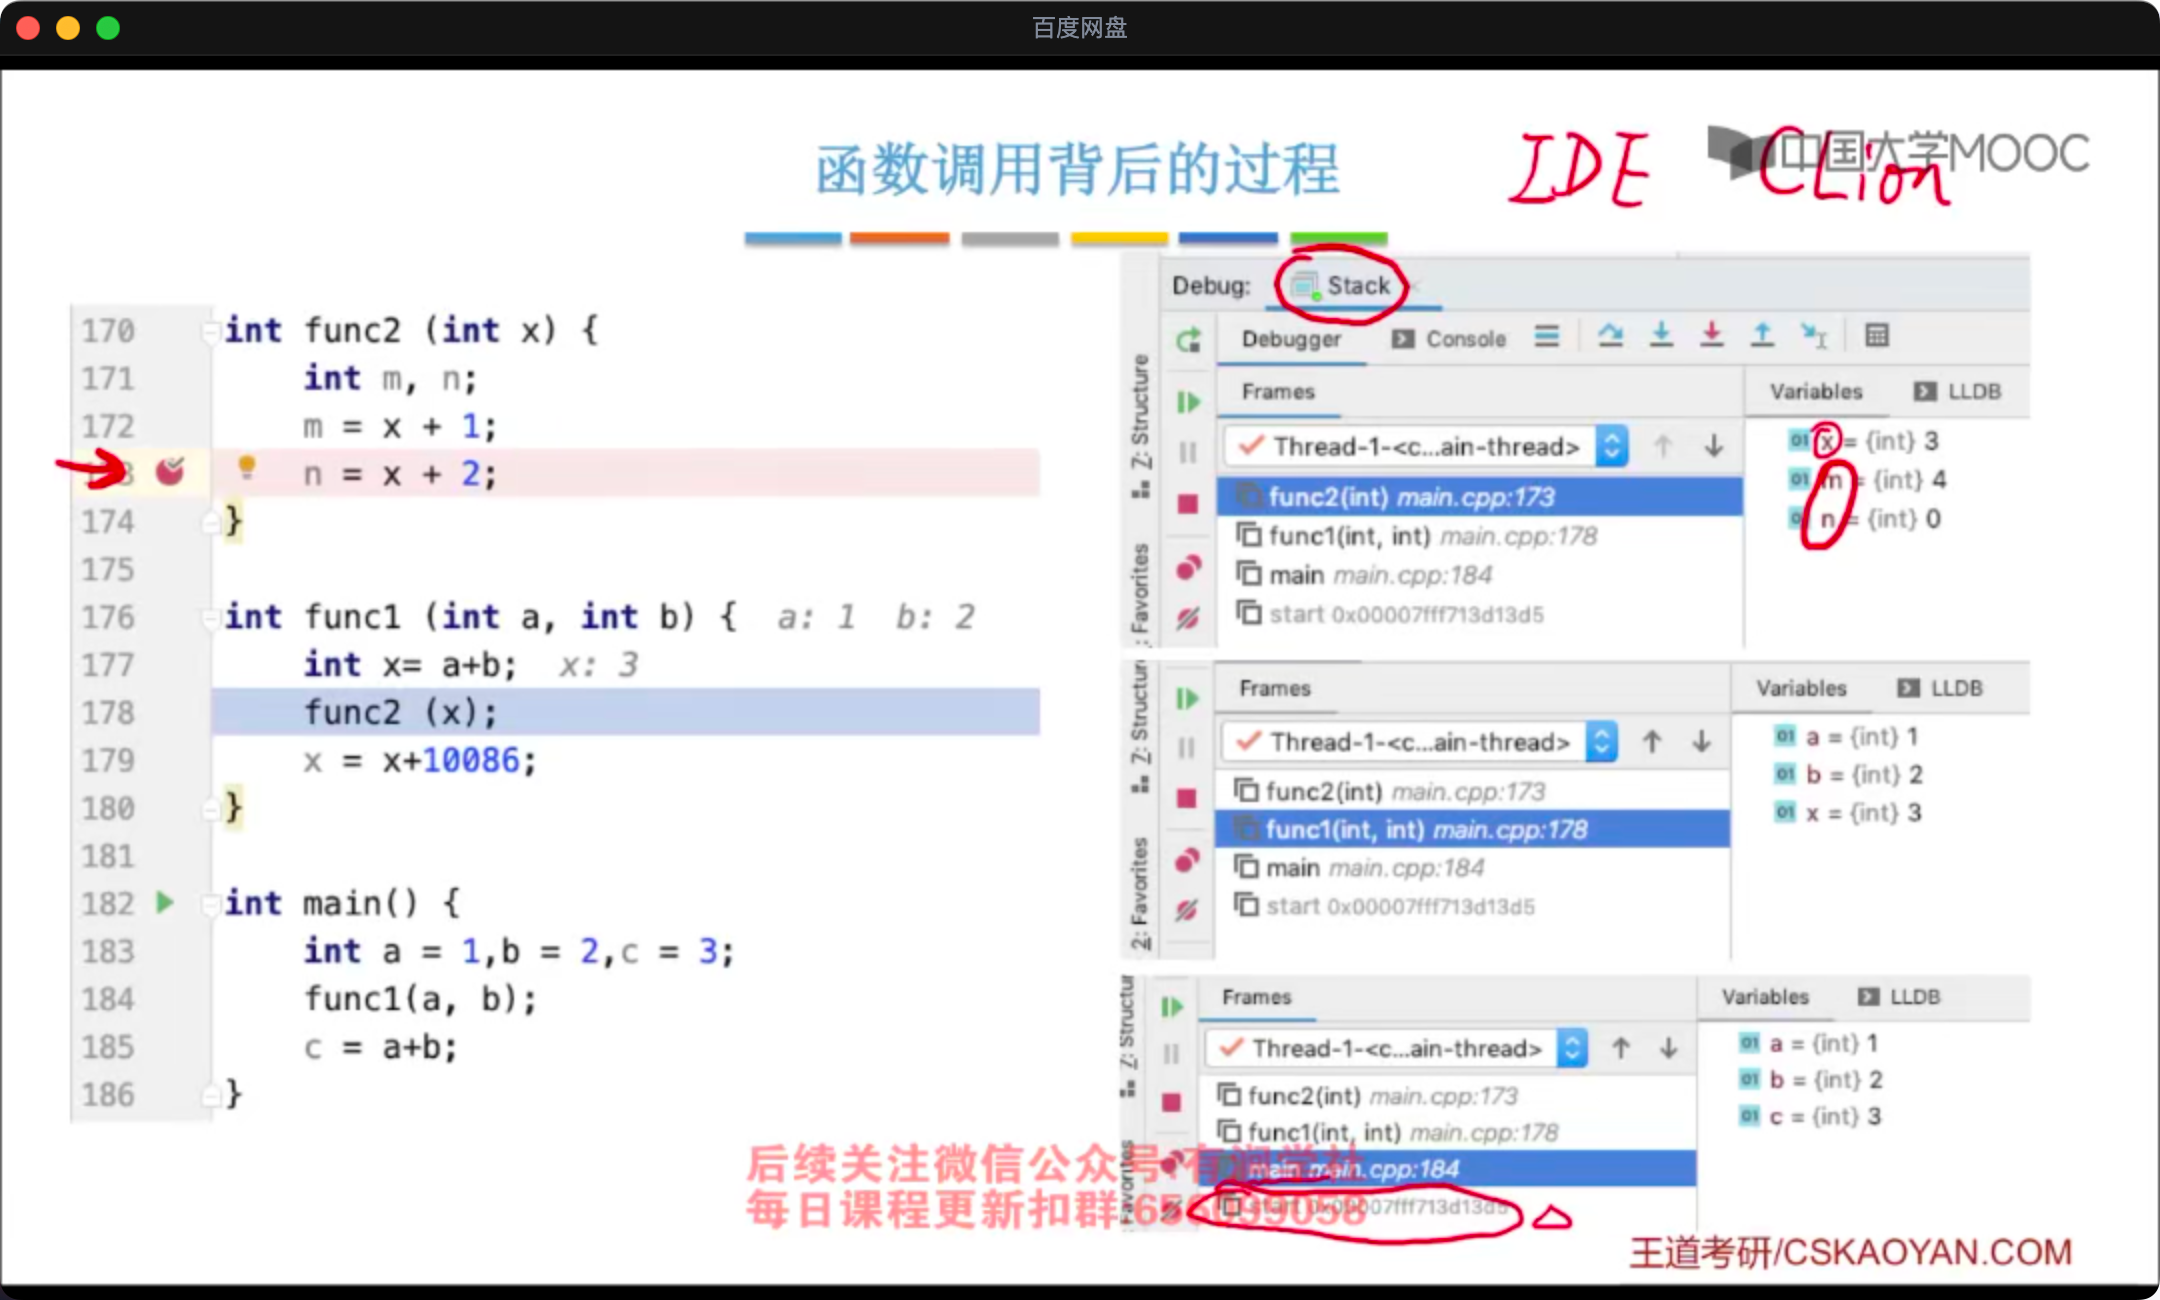 百度网盘
函数调用背后的过程
IDE CLion
中国大学MOOC
170 int func2 (int x) {
171 int m, n;
172 m = x + 1;
n = x + 2;
174 }
175
176 int func1 (int a, int b) { a: 1 b: 2
177 int x= a+b; x: 3
178 func2 (x);
179 x = x+10086;
180 }
181
182 int main() {
183 int a = 1,b = 2,c = 3;
184 func1(a, b);
185 c = a+b;
186 }
Debug: Stack
Debugger Console
Frames Variables LLDB
Thread-1-<c...ain-thread>
func2(int) main.cpp:173
func1(int, int) main.cpp:178
main main.cpp:184
start 0x00007fff713d13d5
x = {int} 3
m = {int} 4
n = {int} 0
Z: Structure
: Favorites
Frames Variables LLDB
Thread-1-<c...ain-thread>
func2(int) main.cpp:173
func1(int, int) main.cpp:178
main main.cpp:184
start 0x00007fff713d13d5
a = {int} 1
b = {int} 2
x = {int} 3
Z: Structur
2: Favorites
Frames Variables LLDB
Thread-1-<c...ain-thread>
func2(int) main.cpp:173
func1(int, int) main.cpp:178
main main.cpp:184
start 0x00007fff713d13d5
a = {int} 1
b = {int} 2
c = {int} 3
Z: Structur
Favorites
后续关注微信公众号:有润学社
每日课程更新扣群
王道考研/CSKAOYAN.COM